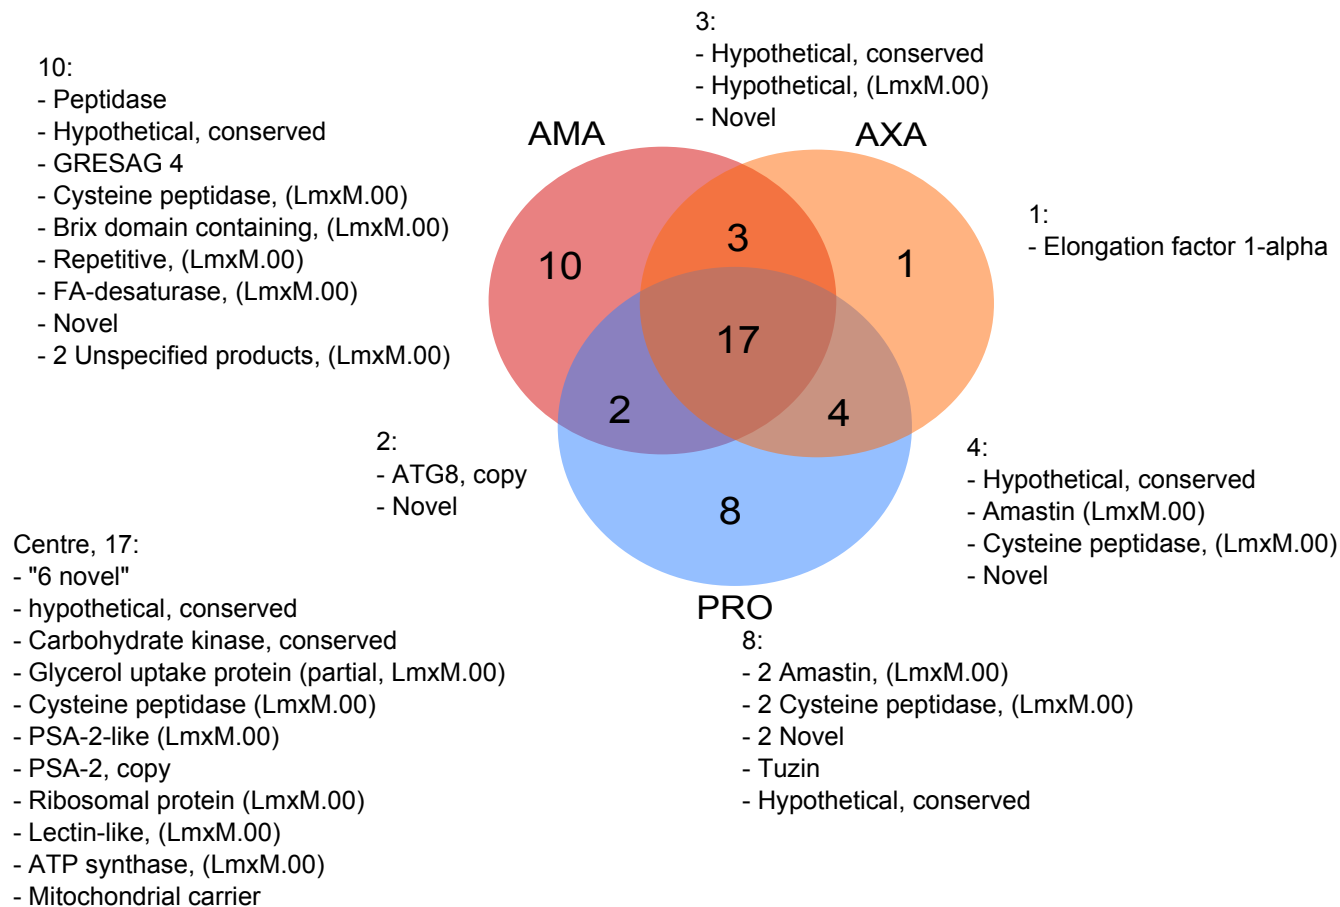 3:
- Hypothetical, conserved
- Hypothetical, (LmxM.00)
- Novel
10:
- Peptidase
- Hypothetical, conserved
- GRESAG 4
- Cysteine peptidase, (LmxM.00)
- Brix domain containing, (LmxM.00)
- Repetitive, (LmxM.00)
- FA-desaturase, (LmxM.00)
- Novel
- 2 Unspecified products, (LmxM.00)
AMA
AXA
1:
- Elongation factor 1-alpha
10
3
1
17
2
4
8
PRO
2:
- ATG8, copy
- Novel
4:
- Hypothetical, conserved
- Amastin (LmxM.00)
- Cysteine peptidase, (LmxM.00)
- Novel
Centre, 17:
- "6 novel"
- hypothetical, conserved
- Carbohydrate kinase, conserved
- Glycerol uptake protein (partial, LmxM.00)
- Cysteine peptidase (LmxM.00)
- PSA-2-like (LmxM.00)
- PSA-2, copy
- Ribosomal protein (LmxM.00)
- Lectin-like, (LmxM.00)
- ATP synthase, (LmxM.00)
- Mitochondrial carrier
8:
- 2 Amastin, (LmxM.00)
- 2 Cysteine peptidase, (LmxM.00)
- 2 Novel
- Tuzin
- Hypothetical, conserved